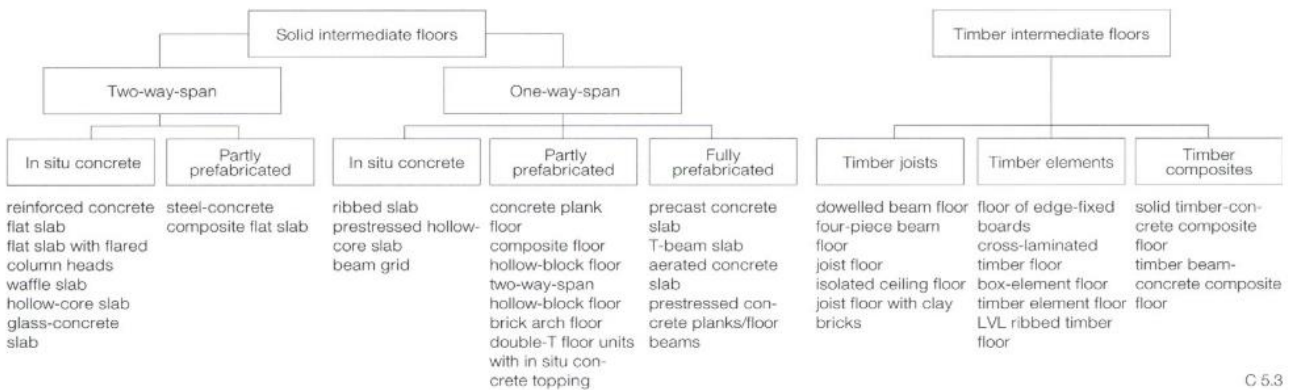 Solid intermediate floors
Timber intermediate floors
Two-way-span
One-way-span
In situ concrete
Partly
prefabricated
In situ concrete
Partly
prefabricated
Fully
prefabricated
Timber joists
Timber elements
Timber
composites
reinforced concrete
flat slab
flat slab with flared
column heads
waffle slab
hollow-core slab
glass-concrete
slab
steel-concrete
composite flat slab
ribbed slab
prestressed hollow-
core slab
beam grid
concrete plank
floor
composite floor
hollow-block floor
two-way-span
hollow-block floor
brick arch floor
double-T floor units
with in situ con-
crete topping
precast concrete
slab
T-beam slab
aerated concrete
slab
prestressed con-
crete planks/floor
beams
dowelled beam floor
four-piece beam
floor
joist floor
isolated ceiling floor
joist floor with clay
bricks
floor of edge-fixed
boards
cross-laminated
timber floor
box-element floor
timber element floor
LVL ribbed timber
floor
solid timber-con-
crete composite
floor
timber beam-
concrete composite
floor
C 5.3